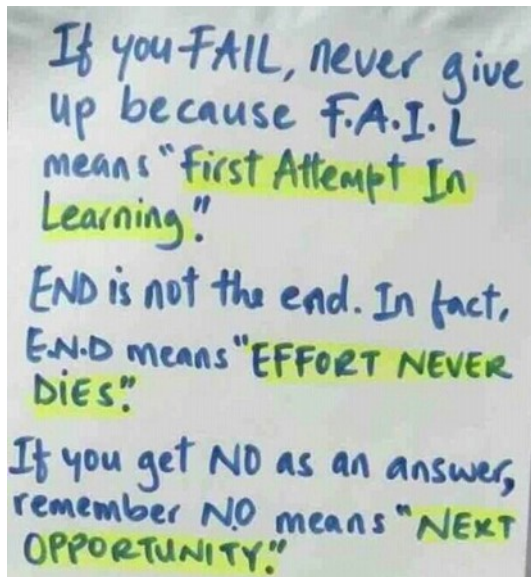 If you FAIL, never give
up because F.A.I.L
means "First Attempt In
Learning."
END is not the end. In fact,
E.N.D means "EFFORT NEVER
DiES."
If you get NO as an answer,
remember N.O means "NEXT
OPPORTUNITY."